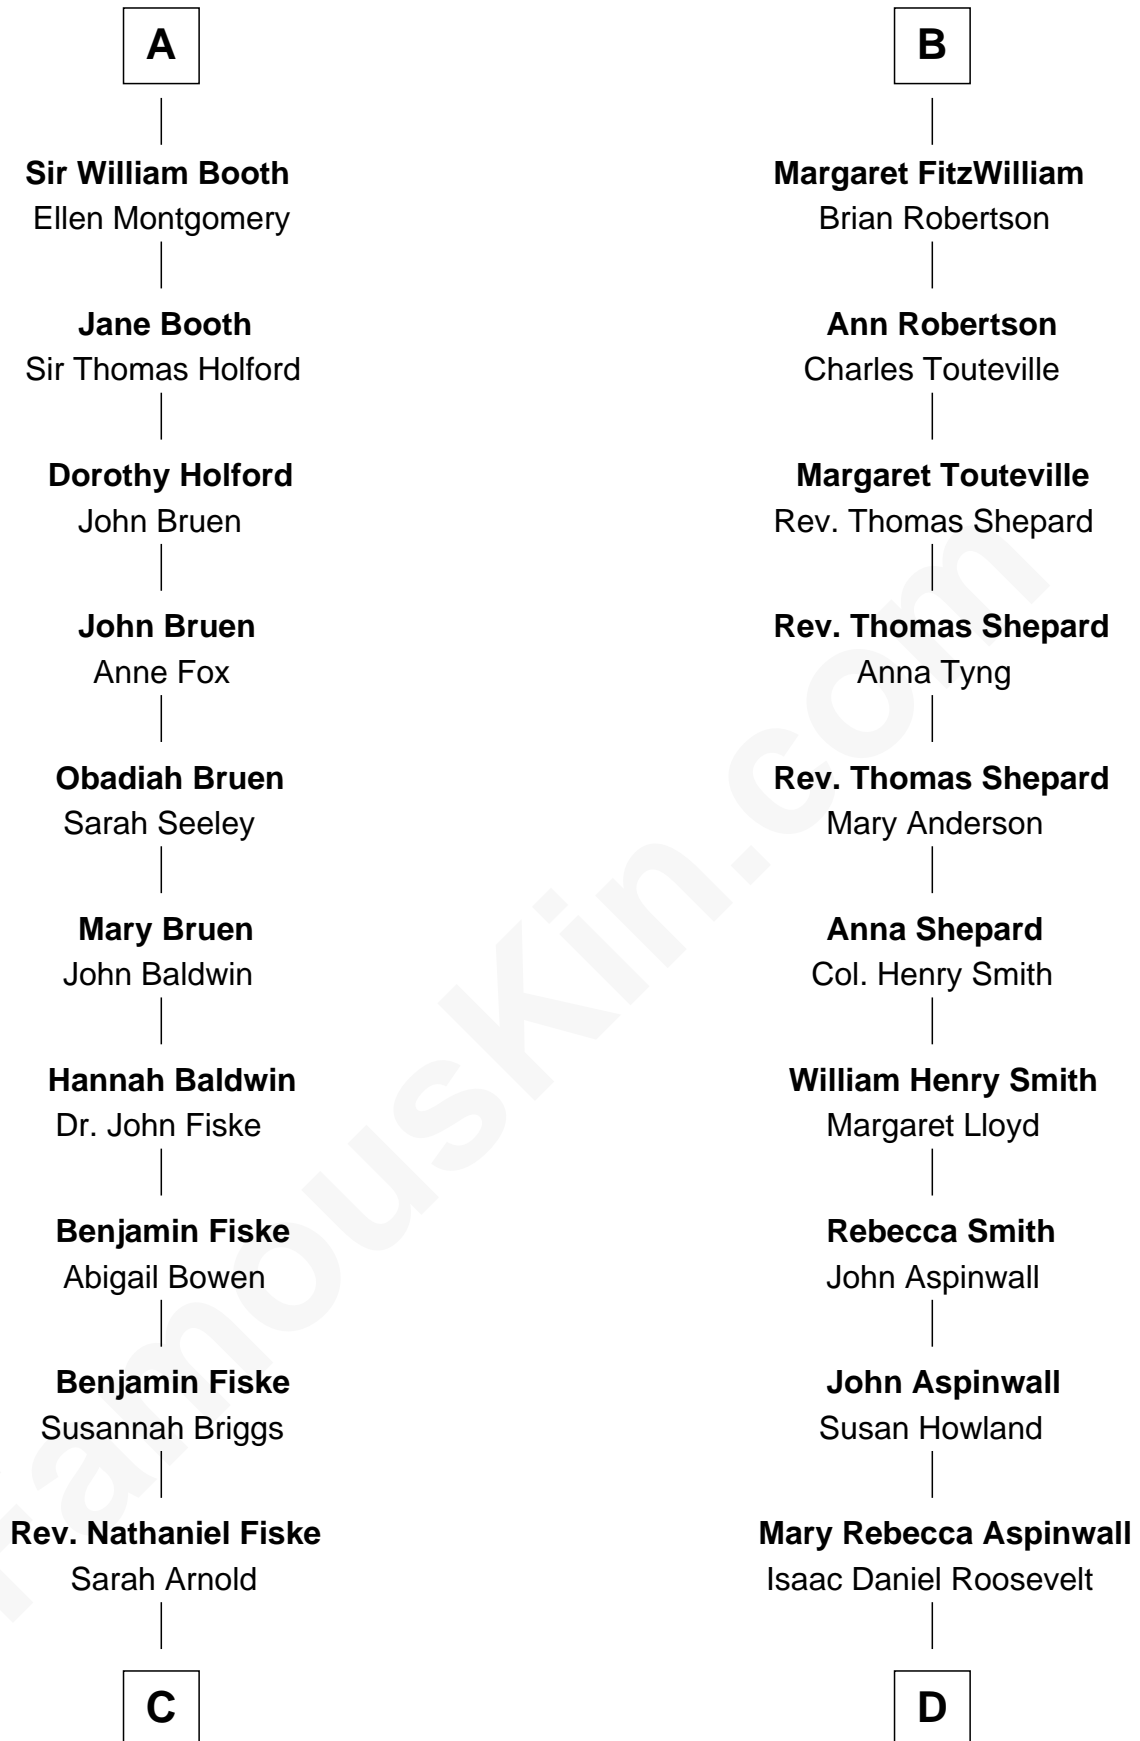 A
Sir William Booth
Ellen Montgomery
Jane Booth
Sir Thomas Holford
Dorothy Holford
John Bruen
John Bruen
Anne Fox
Obadiah Bruen
Sarah Seeley
Mary Bruen
John Baldwin
Hannah Baldwin
Dr. John Fiske
Benjamin Fiske
Abigail Bowen
Benjamin Fiske
Susannah Briggs
Rev. Nathaniel Fiske
Sarah Arnold
C
B
Margaret FitzWilliam
Brian Robertson
Ann Robertson
Charles Touteville
Margaret Touteville
Rev. Thomas Shepard
Rev. Thomas Shepard
Anna Tyng
Rev. Thomas Shepard
Mary Anderson
Anna Shepard
Col. Henry Smith
William Henry Smith
Margaret Lloyd
Rebecca Smith
John Aspinwall
John Aspinwall
Susan Howland
Mary Rebecca Aspinwall
Isaac Daniel Roosevelt
D
FamousKin.com